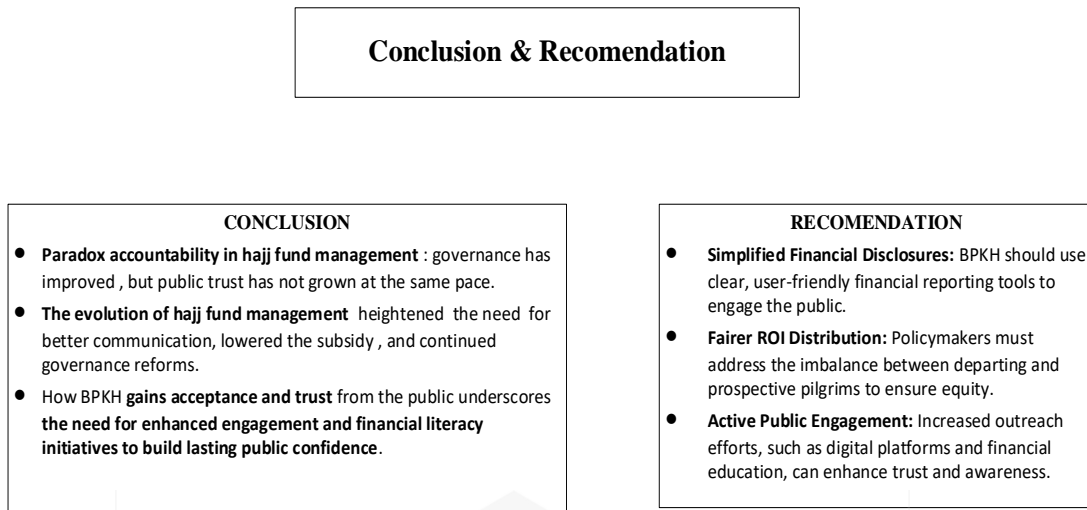 Conclusion & Recomendation
CONCLUSION
● Paradox accountability in hajj fund management : governance has
improved , but public trust has not grown at the same pace.
● The evolution of hajj fund management heightened the need for
better communication, lowered the subsidy , and continued
governance reforms.
● How BPKH gains acceptance and trust from the public underscores
the need for enhanced engagement and financial literacy
initiatives to build lasting public confidence.
RECOMENDATION
● Simplified Financial Disclosures: BPKH should use
clear, user-friendly financial reporting tools to
engage the public.
● Fairer ROI Distribution: Policymakers must
address the imbalance between departing and
prospective pilgrims to ensure equity.
● Active Public Engagement: Increased outreach
efforts, such as digital platforms and financial
education, can enhance trust and awareness.